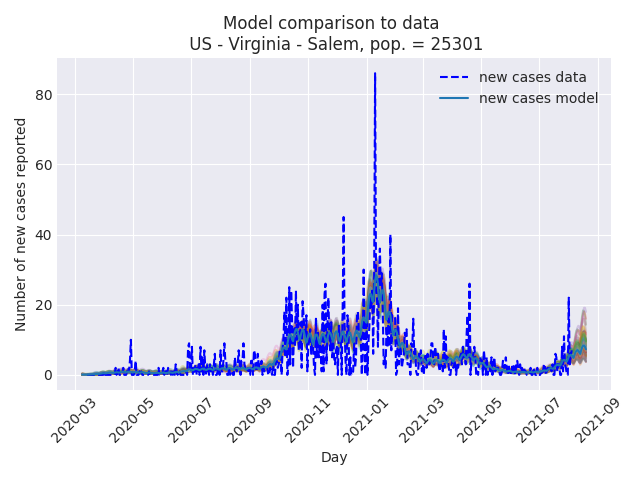 Model comparison to data
US - Virginia - Salem, pop. = 25301
new cases data
new cases model
Number of new cases reported
80
60
40
20
0
2020-03
2020-05
2020-07
2020-09
2020-11
2021-01
2021-03
2021-05
2021-07
2021-09
Day